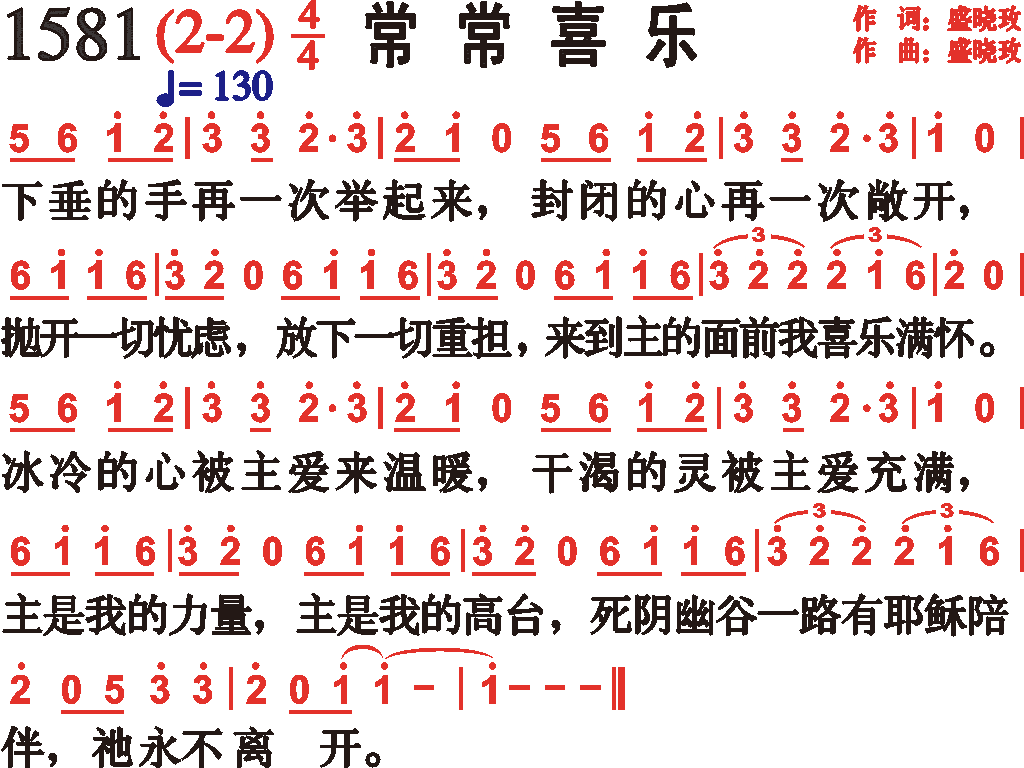 1581 (2-2) 4/4 常常喜乐 作 词：盛晓玫
♩= 130 作 曲：盛晓玫
5 6 1̇ 2̇ | 3̇ 3̇ 2̇ · 3̇ | 2̇ 1̇ 0 5 6 1̇ 2̇ | 3̇ 3̇ 2̇ · 3̇ | 1̇ 0 |
下垂的手再一次举起来，封闭的心再一次敞开，
6 1̇ 1̇ 6 | 3̇ 2̇ 0 6 1̇ 1̇ 6 | 3̇ 2̇ 0 6 1̇ 1̇ 6 | 3 3̇ 2̇ 2̇ 3 2̇ 1̇ 6 | 2̇ 0 |
抛开一切忧虑，放下一切重担，来到主的面前我喜乐满怀。
5 6 1̇ 2̇ | 3̇ 3̇ 2̇ · 3̇ | 2̇ 1̇ 0 5 6 1̇ 2̇ | 3̇ 3̇ 2̇ · 3̇ | 1̇ 0 |
冰冷的心被主爱来温暖，干渴的灵被主爱充满，
6 1̇ 1̇ 6 | 3̇ 2̇ 0 6 1̇ 1̇ 6 | 3̇ 2̇ 0 6 1̇ 1̇ 6 | 3 3̇ 2̇ 2̇ 3 2̇ 1̇ 6 |
主是我的力量，主是我的高台，死阴幽谷一路有耶稣陪
2̇ 0 5 3̇ 3̇ | 2̇ 0 1̇ 1̇ – | 1̇ – – – ‖
伴，祂永不离 开。